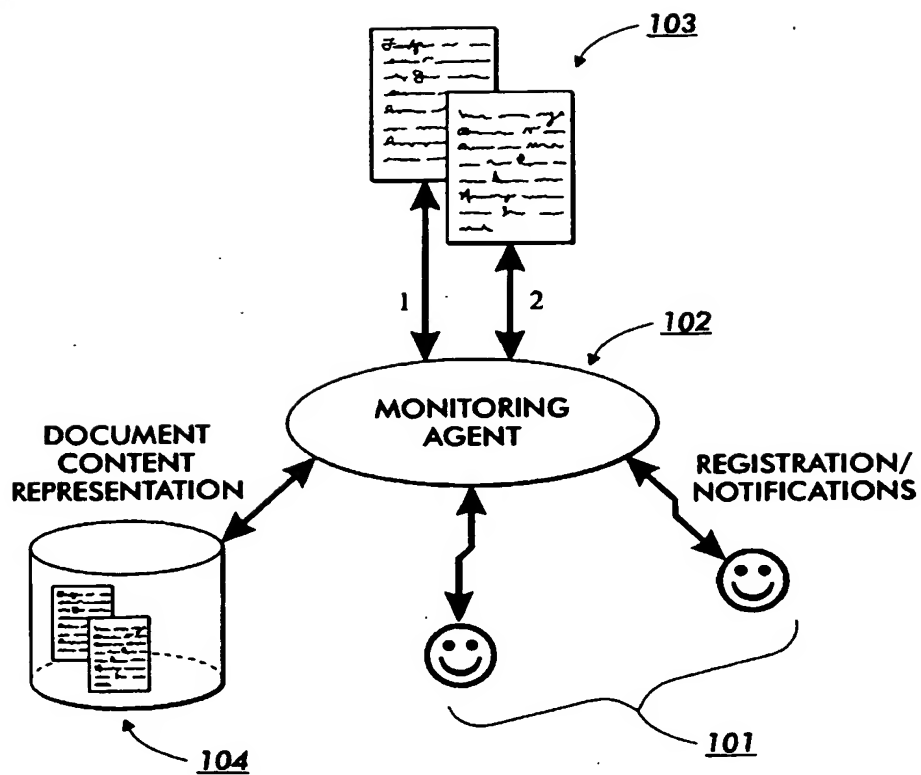 103
1
2
102
MONITORING
AGENT
DOCUMENT
CONTENT
REPRESENTATION
REGISTRATION/
NOTIFICATIONS
104
101